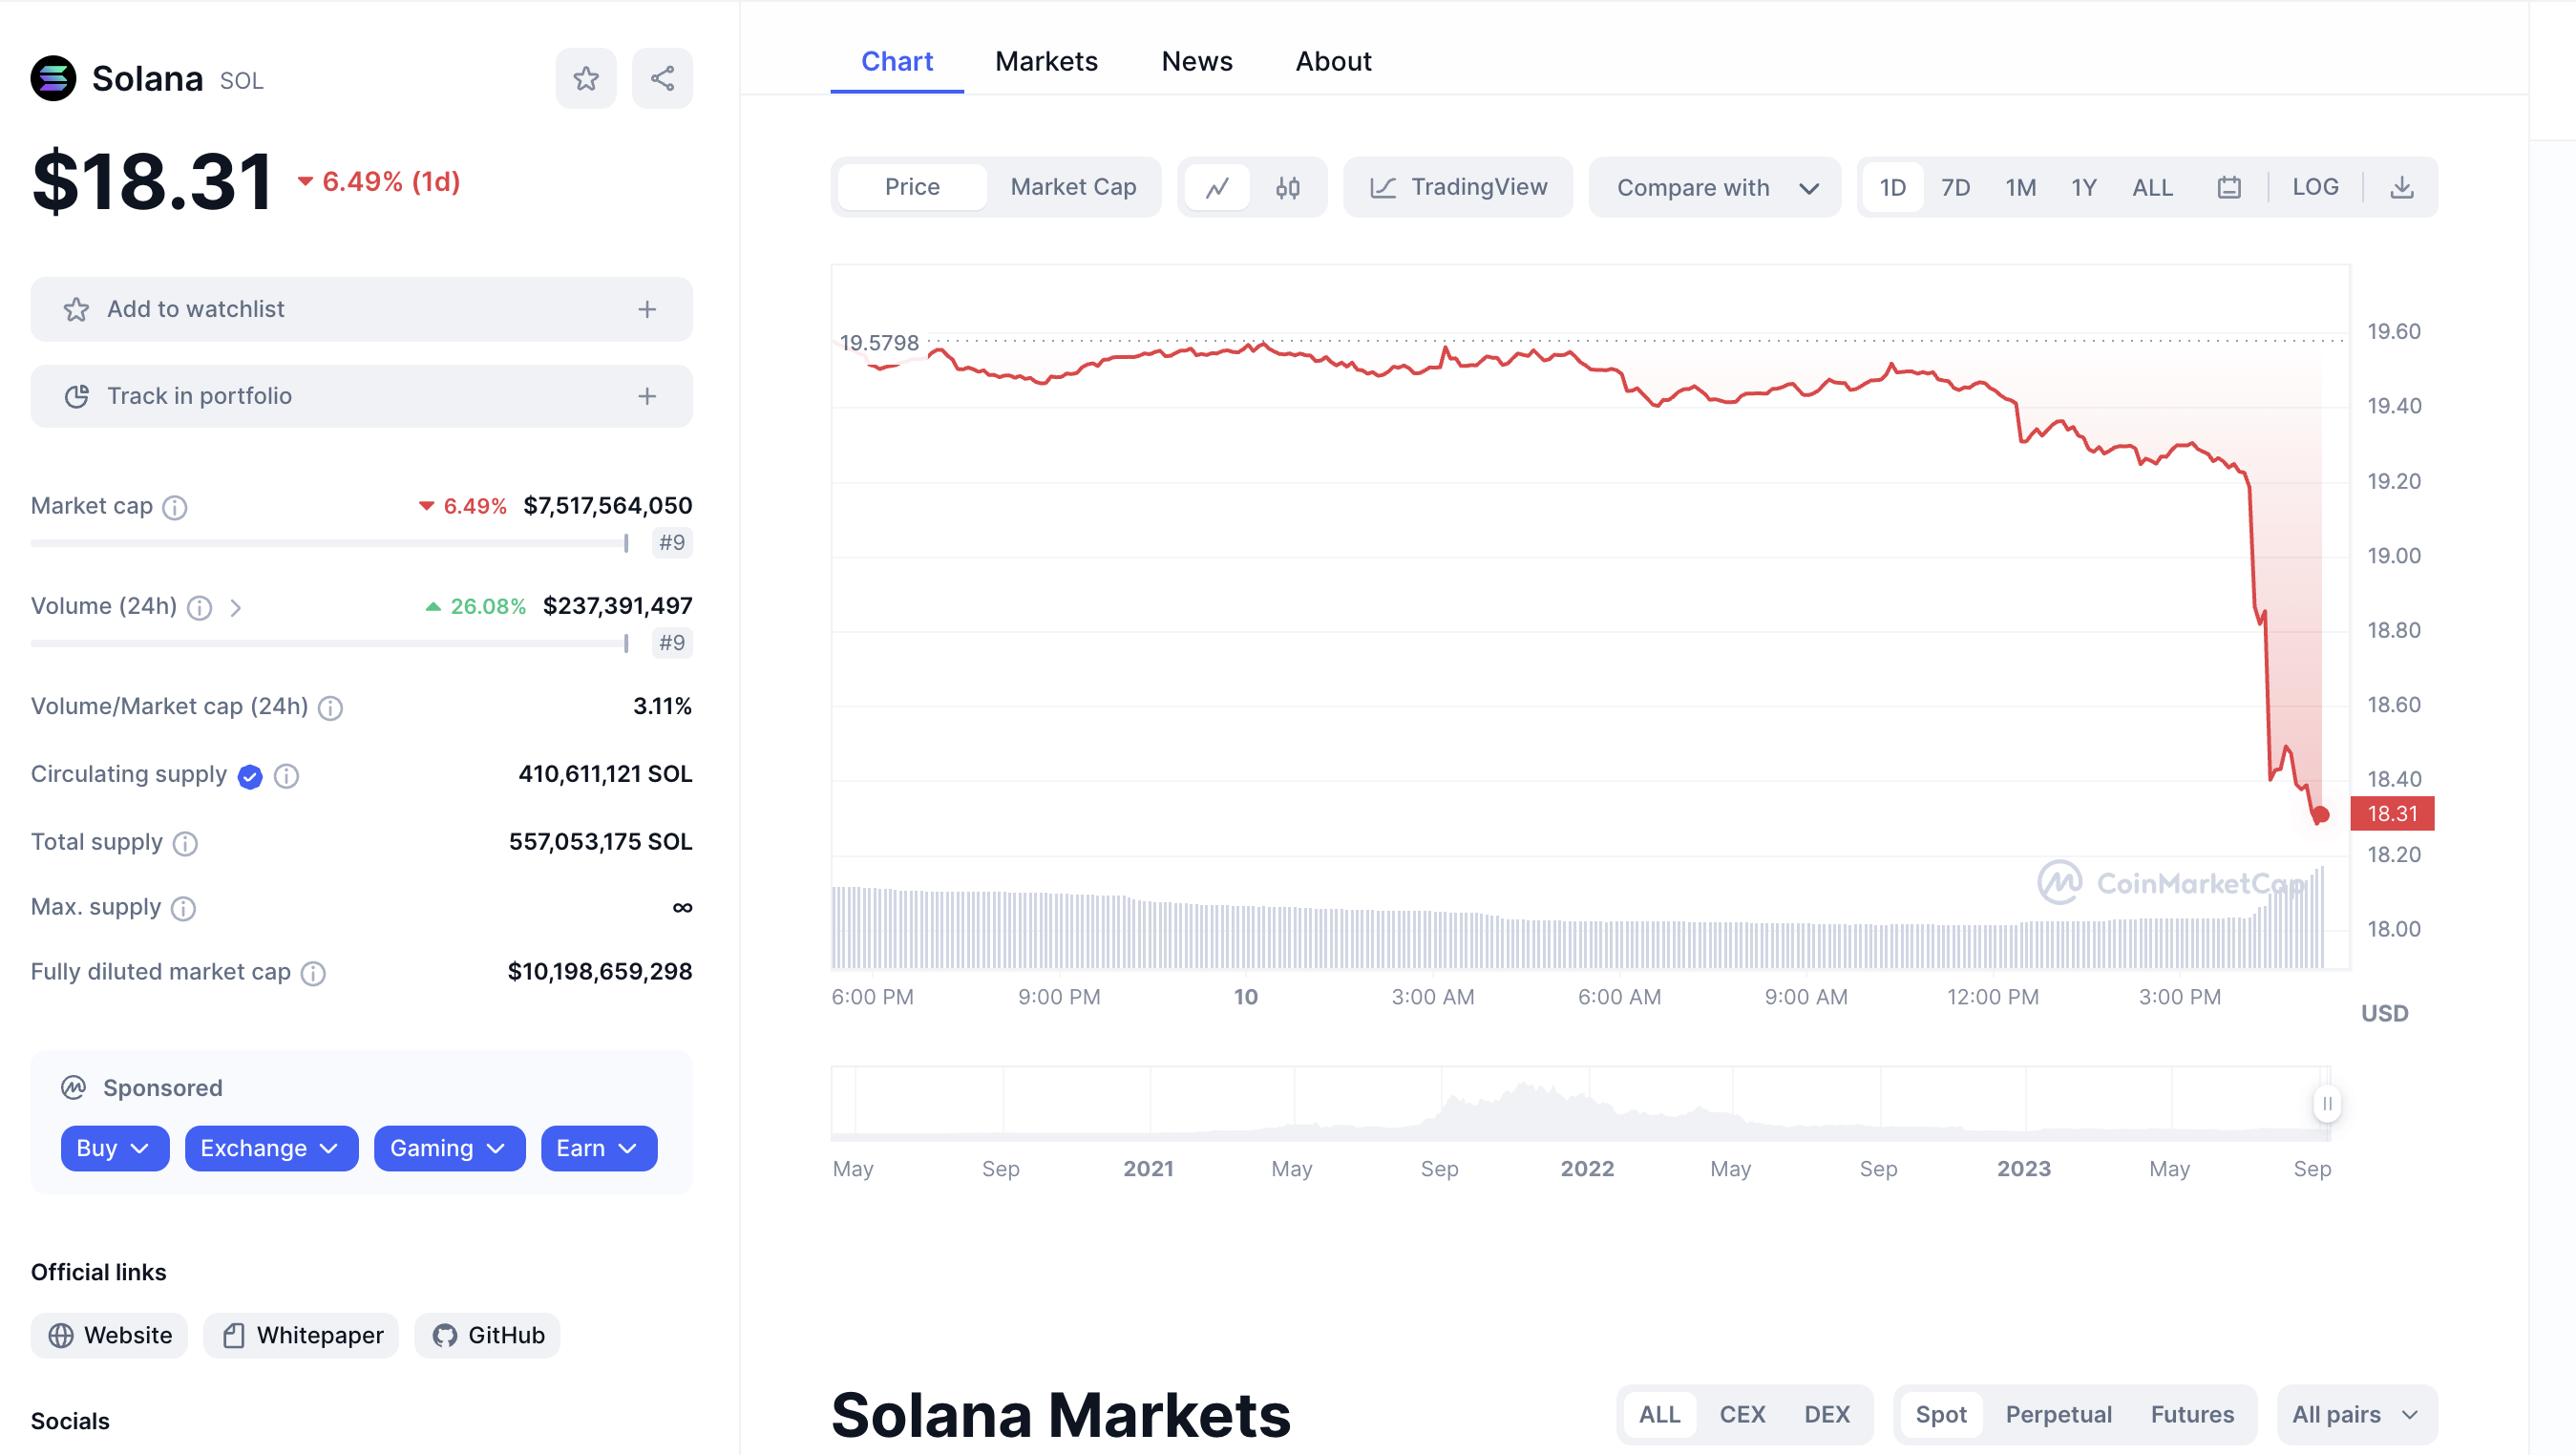 Solana SOL
$18.31 6.49% (1d)
Add to watchlist +
Track in portfolio +
Market cap 6.49% $7,517,564,050
#9
Volume (24h) 26.08% $237,391,497
#9
Volume/Market cap (24h) 3.11%
Circulating supply 410,611,121 SOL
Total supply 557,053,175 SOL
Max. supply ∞
Fully diluted market cap $10,198,659,298
Sponsored
Buy Exchange Gaming Earn
Official links
Website Whitepaper GitHub
Socials
Chart Markets News About
Price Market Cap TradingView Compare with 1D 7D 1M 1Y ALL LOG
19.5798
19.60
19.40
19.20
19.00
18.80
18.60
18.40
18.31
18.20
18.00
CoinMarketCap
6:00 PM 9:00 PM 10 3:00 AM 6:00 AM 9:00 AM 12:00 PM 3:00 PM
USD
May Sep 2021 May Sep 2022 May Sep 2023 May Sep
Solana Markets ALL CEX DEX Spot Perpetual Futures All pairs